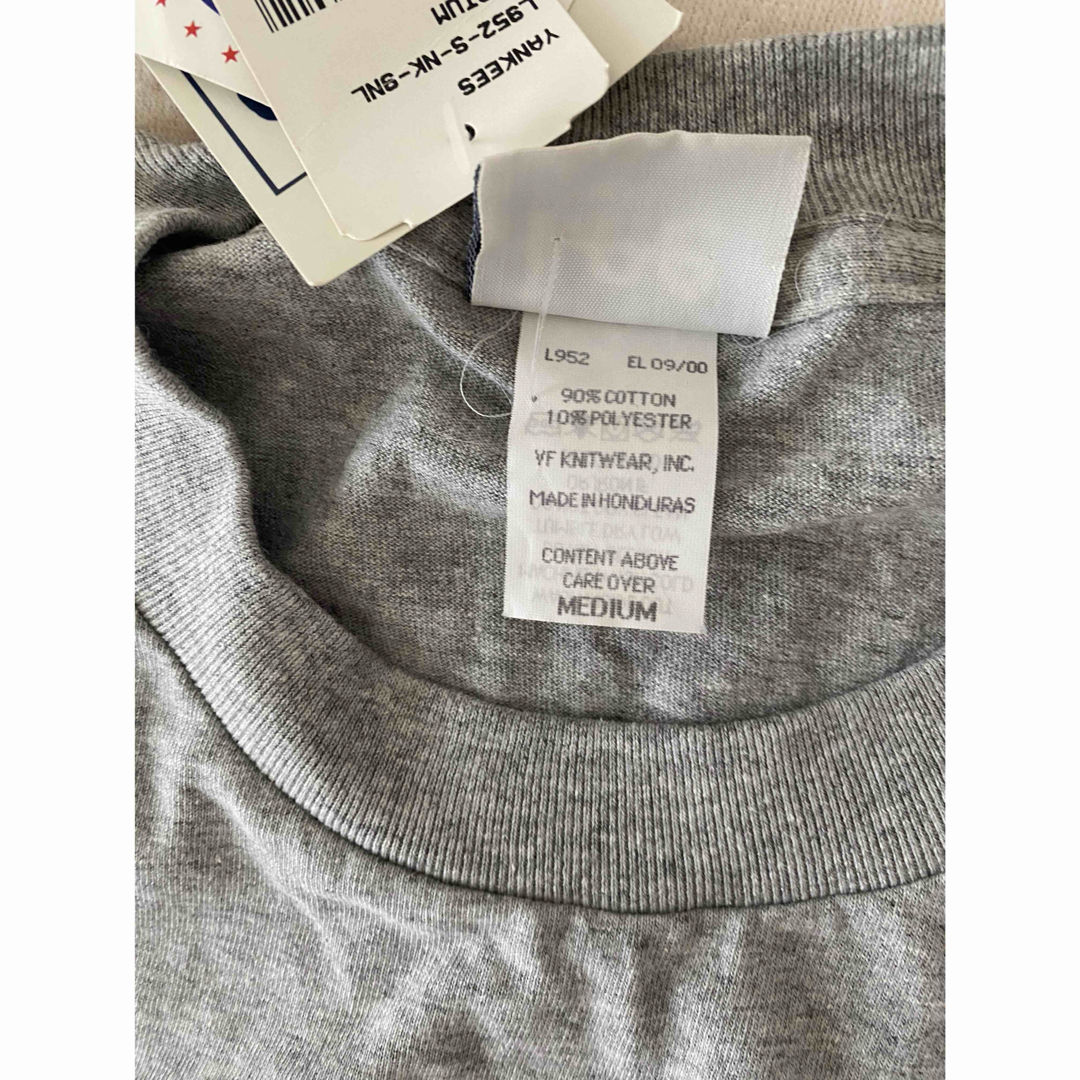 YANKEES
L952-S-NK-9NL
L952 EL 09/00
90% COTTON
10% POLYESTER
VF KNITWEAR, INC.
MADE IN HONDURAS
CONTENT ABOVE
CARE OVER
MEDIUM